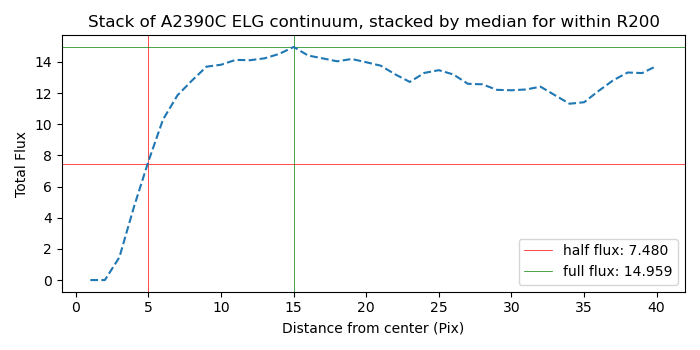 Stack of A2390C ELG continuum, stacked by median for within R200
Total Flux
14
12
10
8
6
4
2
0
half flux: 7.480
full flux: 14.959
0 5 10 15 20 25 30 35 40
Distance from center (Pix)